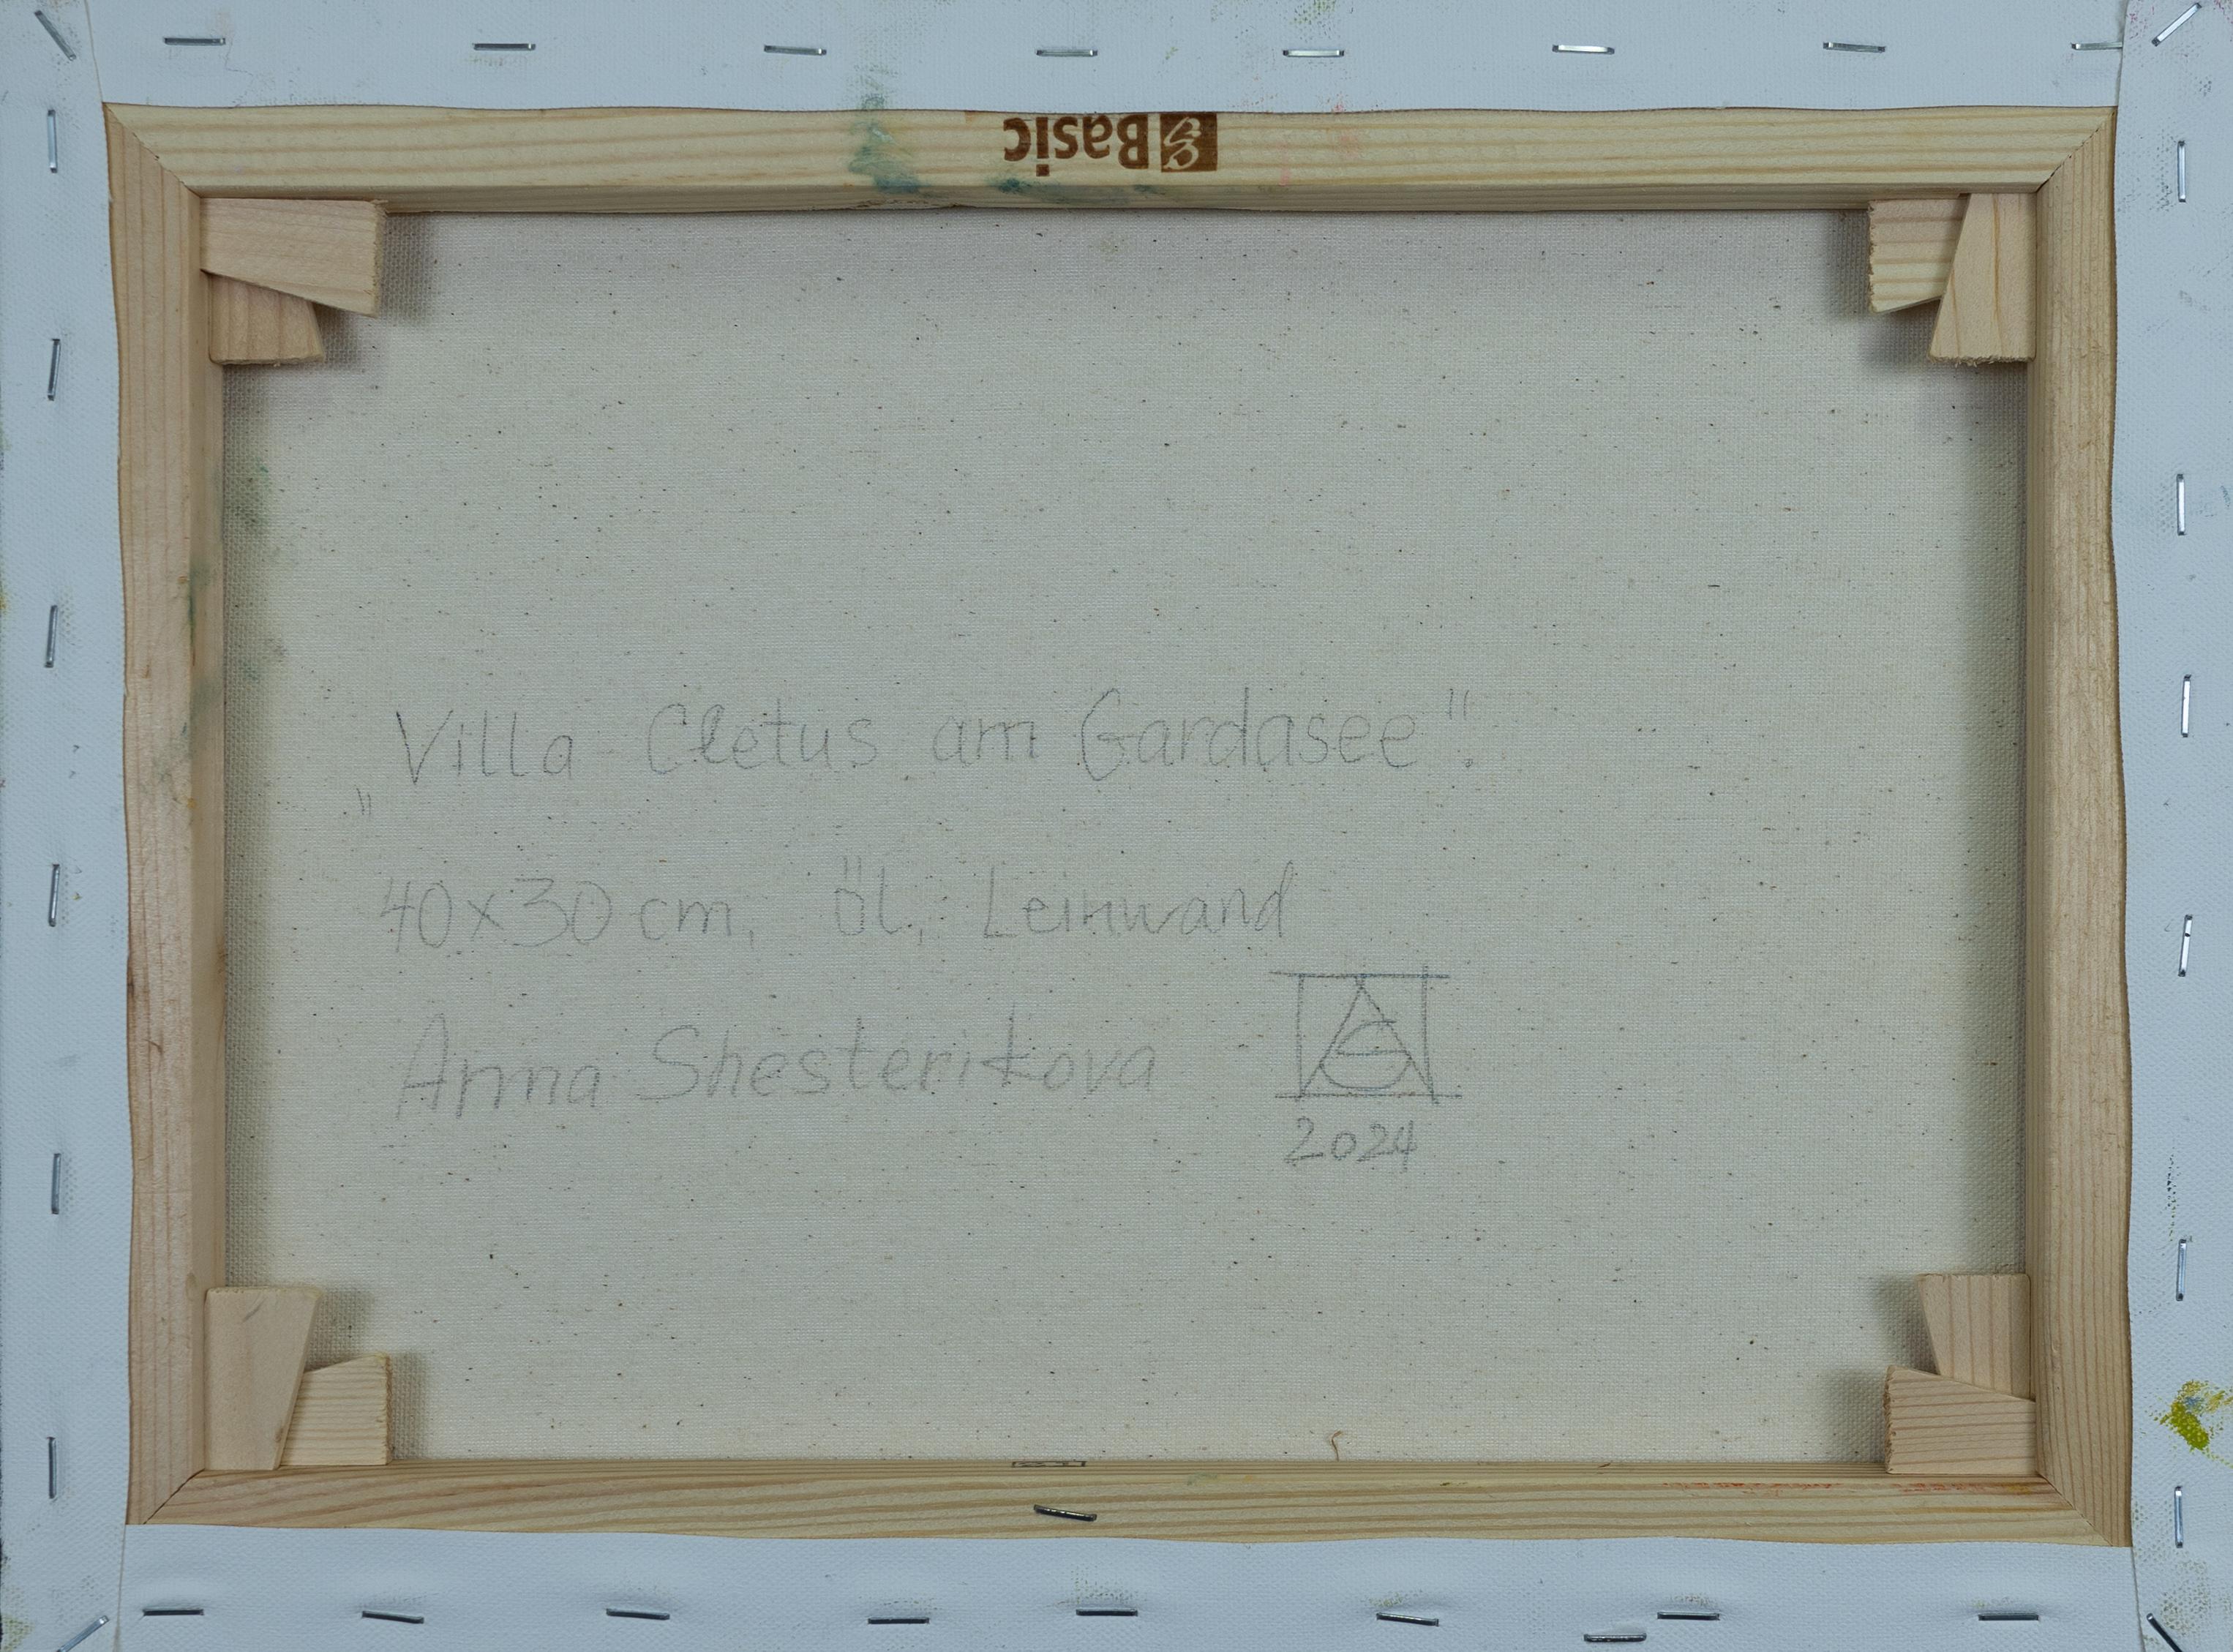 Basic
„Villa Cletus am Gardasee".
40x30 cm, Öl, Leinwand
Anna Shesterikova
2024